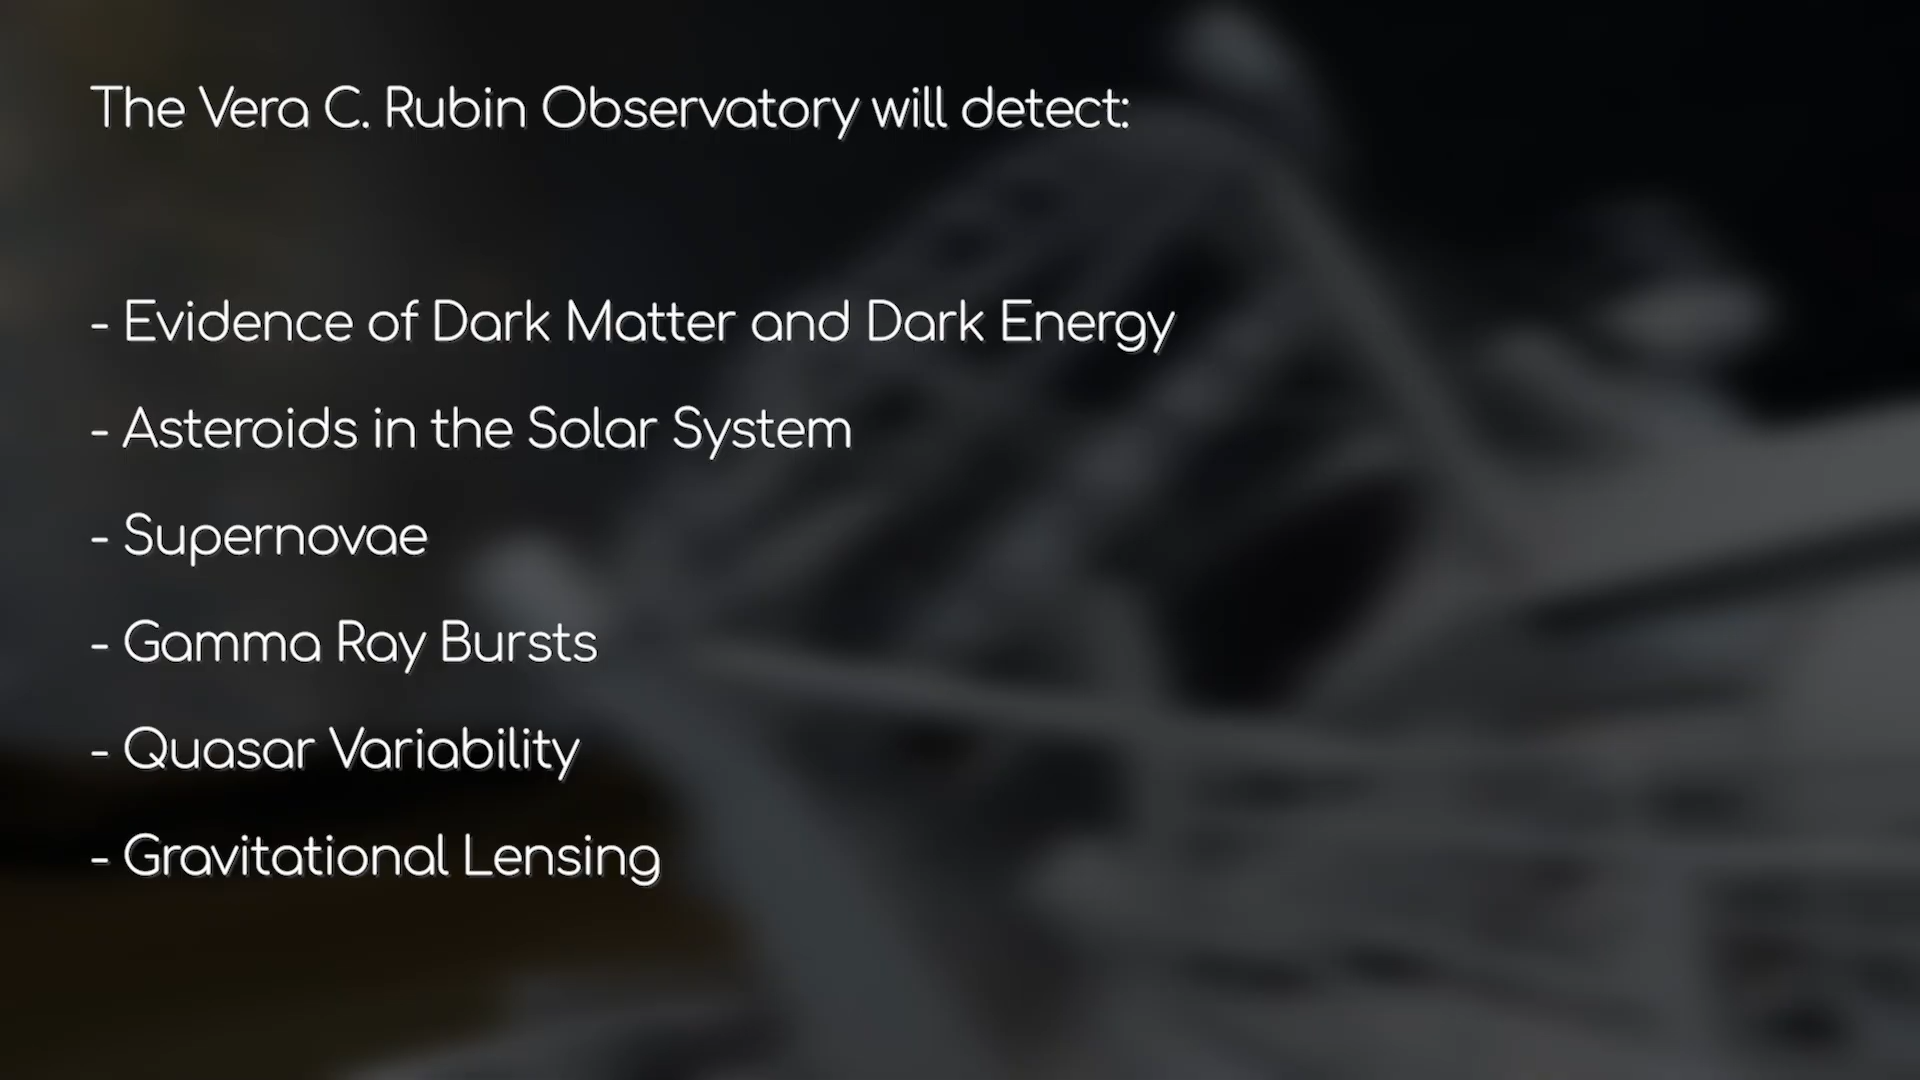 The Vera C. Rubin Observatory will detect:
- Evidence of Dark Matter and Dark Energy
- Asteroids in the Solar System
- Supernovae
- Gamma Ray Bursts
- Quasar Variability
- Gravitational Lensing